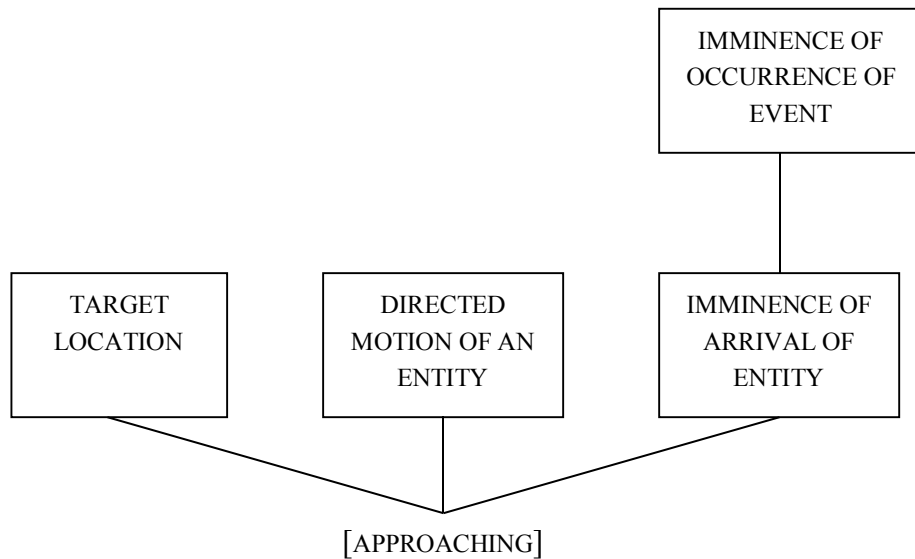 IMMINENCE OF
OCCURRENCE OF
EVENT
TARGET
LOCATION
DIRECTED
MOTION OF AN
ENTITY
IMMINENCE OF
ARRIVAL OF
ENTITY
[APPROACHING]